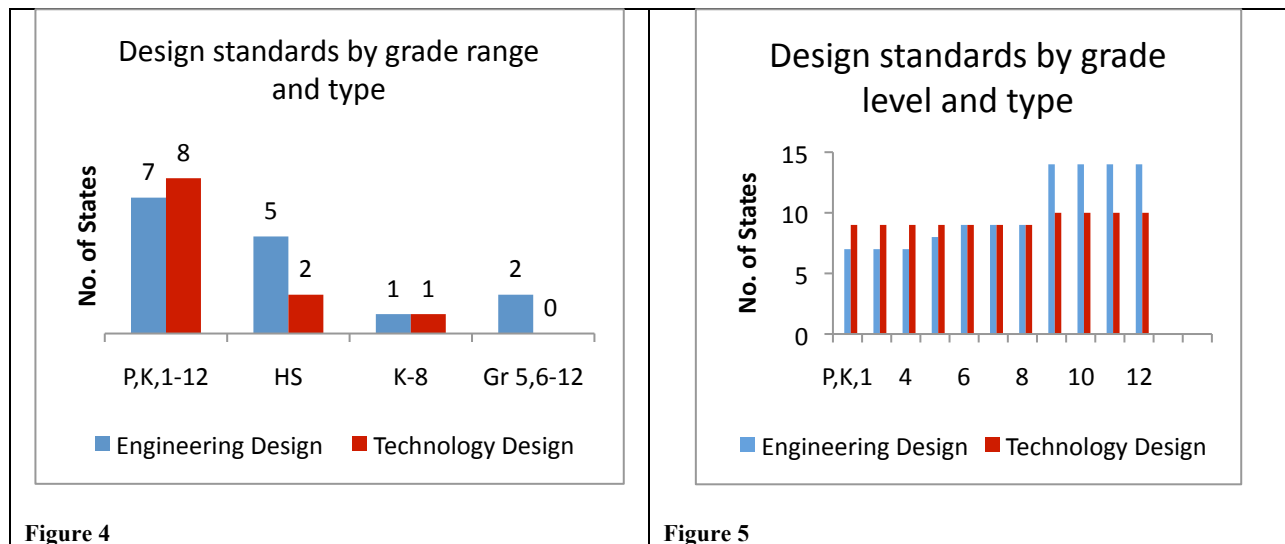 Design standards by grade range
and type
No. of States
7
8
5
2
1
1
2
0
P,K,1-12
HS
K-8
Gr 5,6-12
Engineering Design
Technology Design
Figure 4
Design standards by grade
level and type
No. of States
15
10
5
0
P,K,1
4
6
8
10
12
Engineering Design
Technology Design
Figure 5